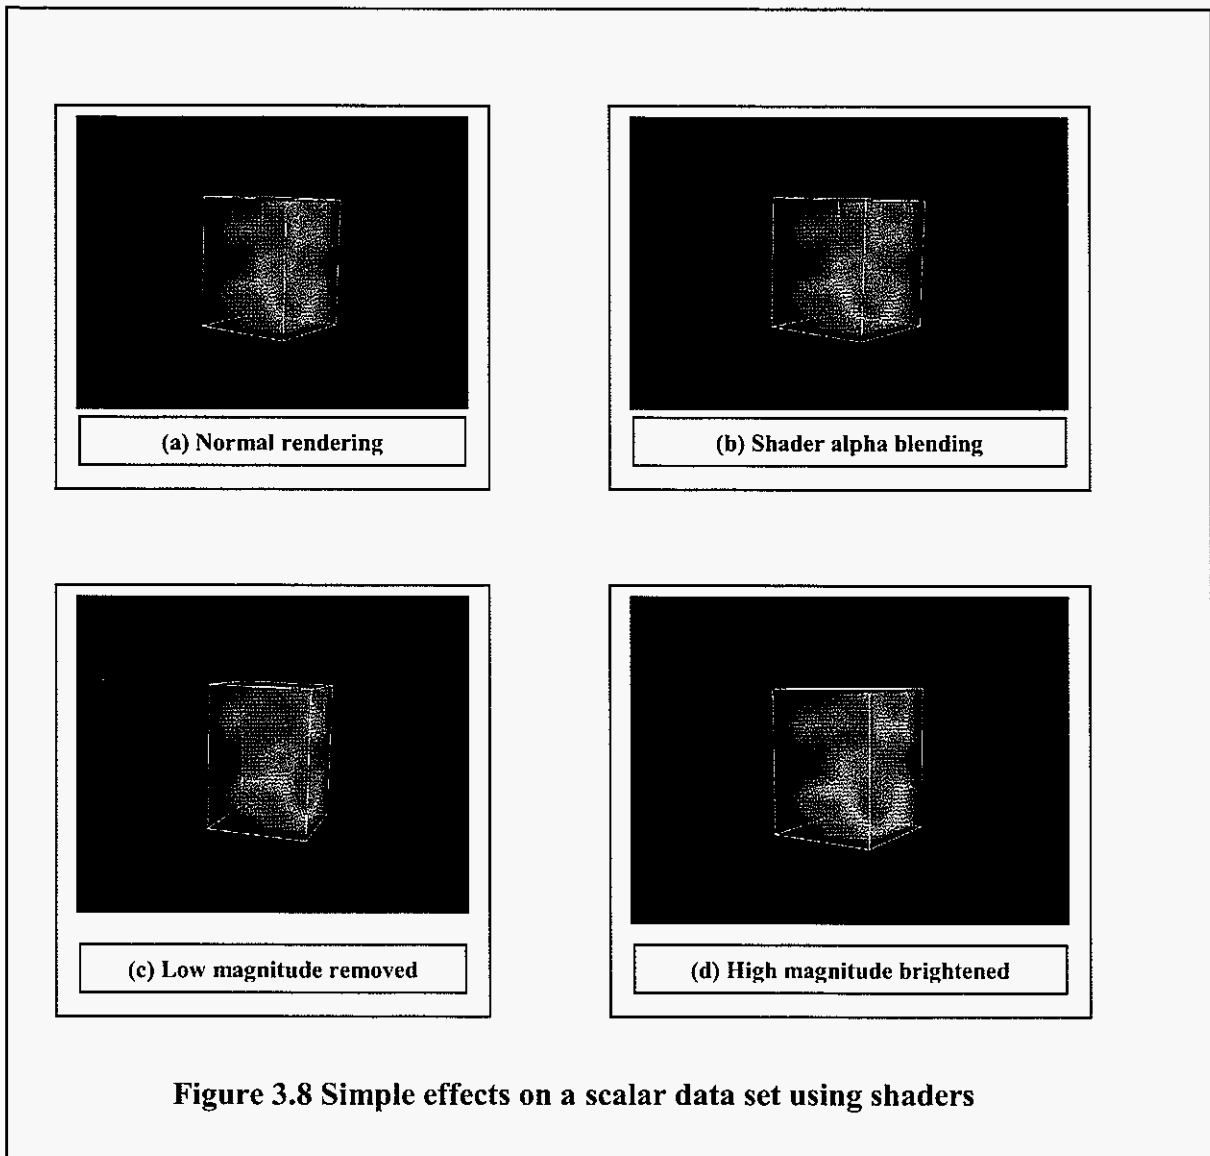 (a) Normal rendering
(b) Shader alpha blending
(c) Low magnitude removed
(d) High magnitude brightened
Figure 3.8 Simple effects on a scalar data set using shaders